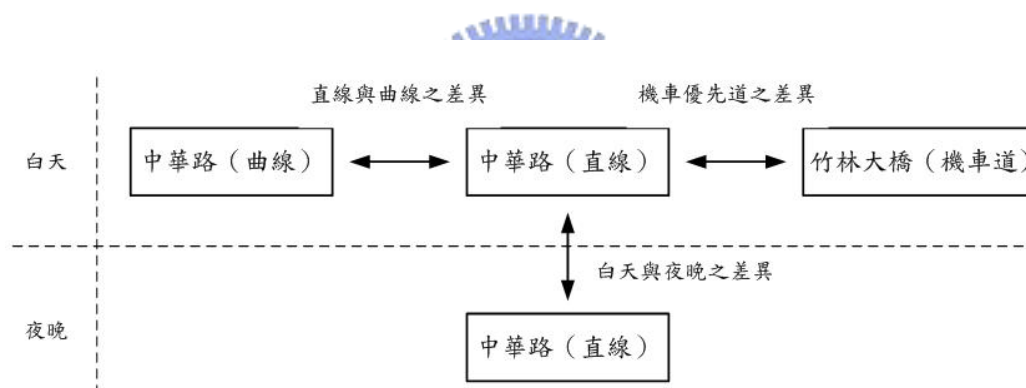 直線與曲線之差異 機車優先道之差異
白天 中華路（曲線） 中華路（直線） 竹林大橋（機車道）
白天與夜晚之差異
夜晚 中華路（直線）